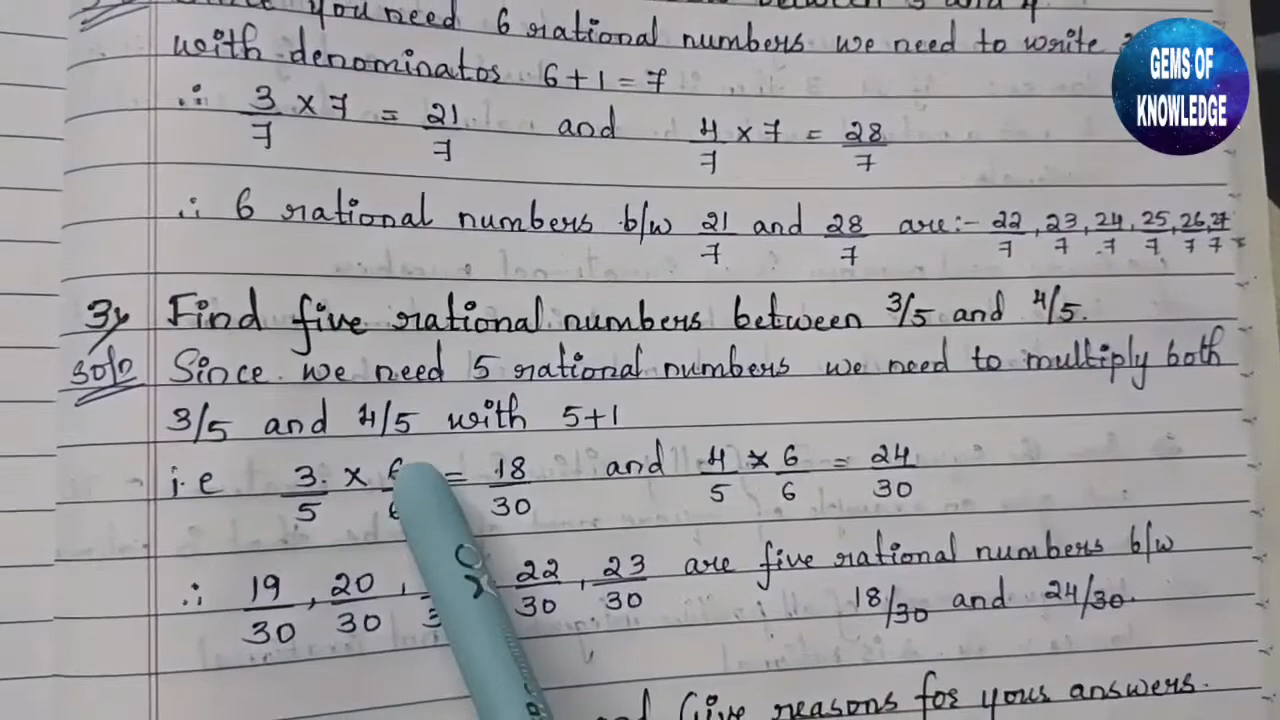 you need 6 rational numbers we need to write
with denominatos 6+1=7
∴ 3/7 × 7 = 21/7 and 4/7 × 7 = 28/7
∴ 6 rational numbers b/w 21/7 and 28/7 are:- 22/7, 23/7, 24/7, 25/7, 26/7, 27/7
3) Find five rational numbers between 3/5 and 4/5.
Soln Since we need 5 rational numbers we need to multiply both
3/5 and 4/5 with 5+1
i.e 3/5 × 6 = 18/30 and 4/5 × 6/6 = 24/30
∴ 19/30, 20/30, 22/30, 23/30 are five rational numbers b/w
18/30 and 24/30.
Give reasons for your answers.
GEMS OF
KNOWLEDGE